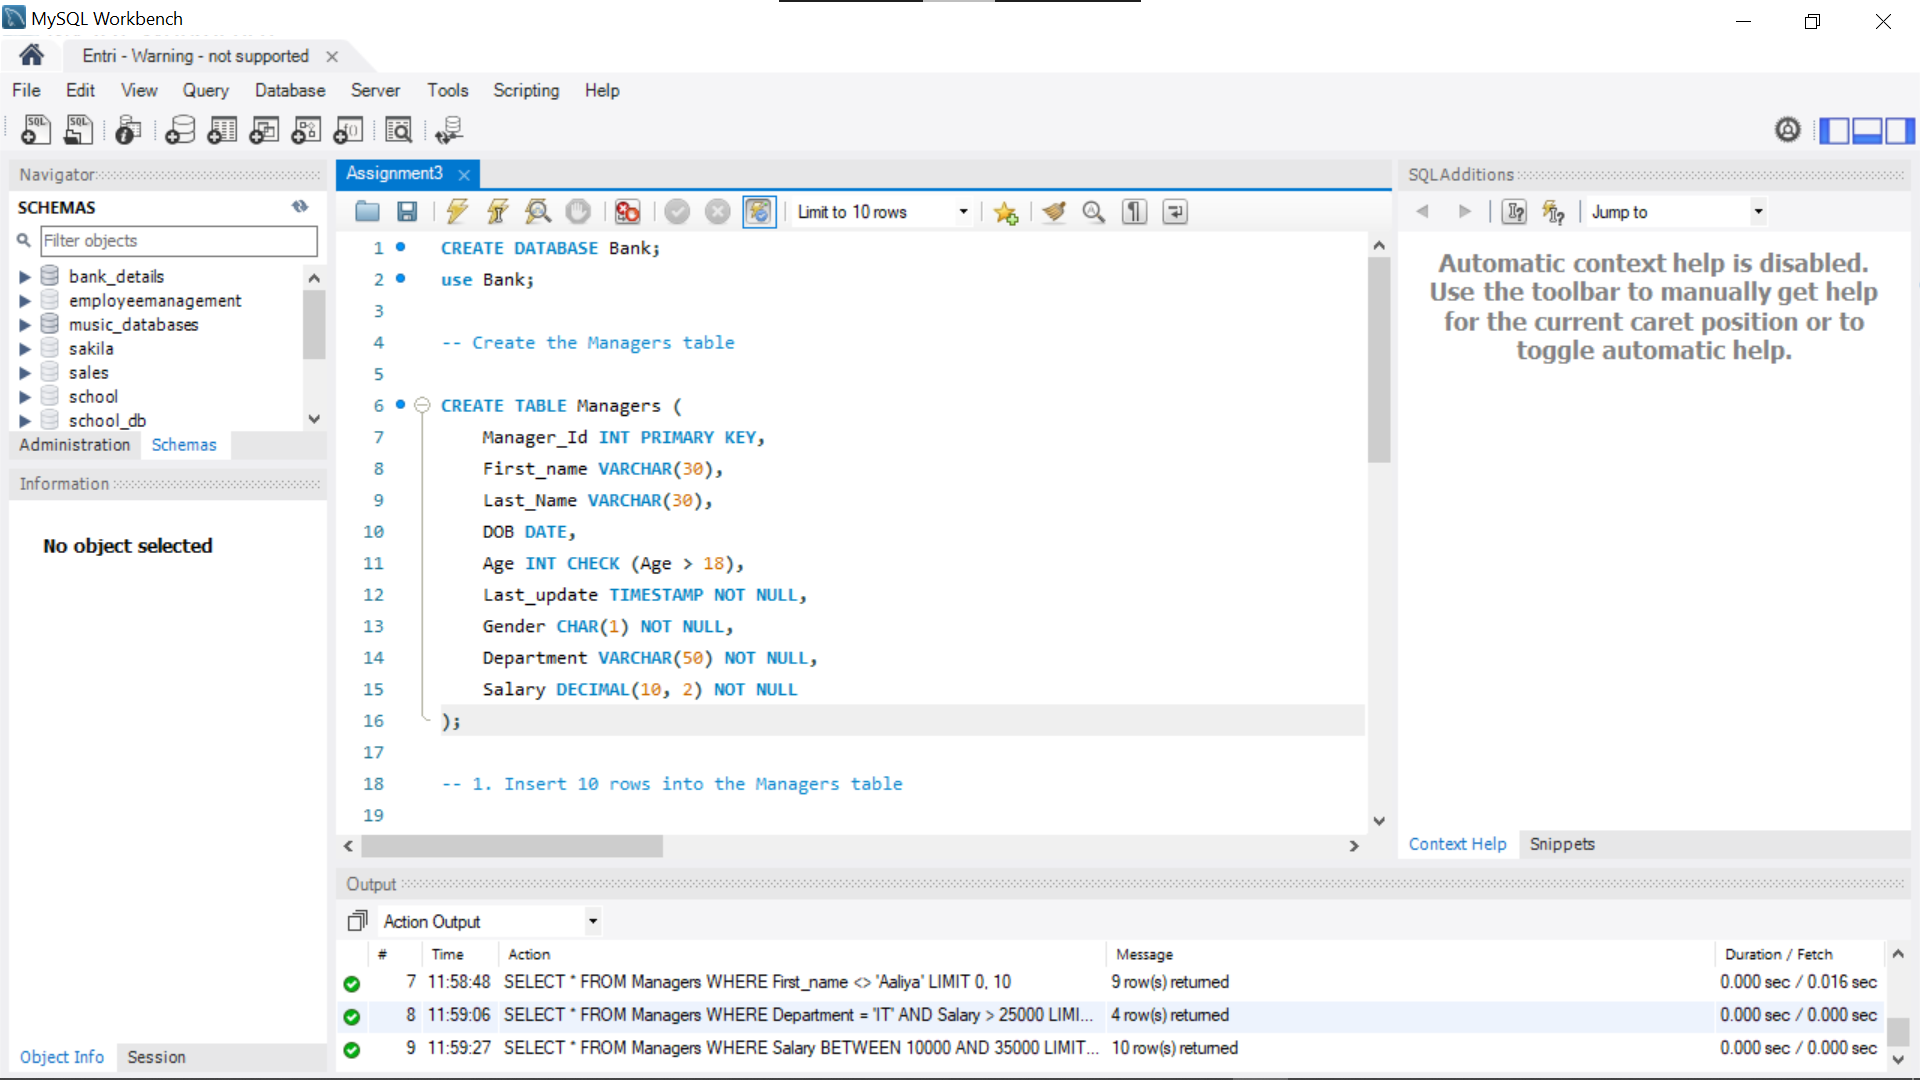 MySQL Workbench
Entri - Warning - not supported
File Edit View Query Database Server Tools Scripting Help
Navigator
SCHEMAS
Filter objects
bank_details
employeemanagement
music_databases
sakila
sales
school
school_db
Administration Schemas
Information
No object selected
Object Info Session
Assignment3
Limit to 10 rows
1 CREATE DATABASE Bank;
2 use Bank;
3
4 -- Create the Managers table
5
6 CREATE TABLE Managers (
7 Manager_Id INT PRIMARY KEY,
8 First_name VARCHAR(30),
9 Last_Name VARCHAR(30),
10 DOB DATE,
11 Age INT CHECK (Age > 18),
12 Last_update TIMESTAMP NOT NULL,
13 Gender CHAR(1) NOT NULL,
14 Department VARCHAR(50) NOT NULL,
15 Salary DECIMAL(10, 2) NOT NULL
16 );
17
18 -- 1. Insert 10 rows into the Managers table
19
SQLAdditions
Jump to
Automatic context help is disabled.
Use the toolbar to manually get help
for the current caret position or to
toggle automatic help.
Context Help Snippets
Output
Action Output
# Time Action Message Duration / Fetch
7 11:58:48 SELECT * FROM Managers WHERE First_name <> 'Aaliya' LIMIT 0, 10 9 row(s) returned 0.000 sec / 0.016 sec
8 11:59:06 SELECT * FROM Managers WHERE Department = 'IT' AND Salary > 25000 LIMI... 4 row(s) returned 0.000 sec / 0.000 sec
9 11:59:27 SELECT * FROM Managers WHERE Salary BETWEEN 10000 AND 35000 LIMIT... 10 row(s) returned 0.000 sec / 0.000 sec